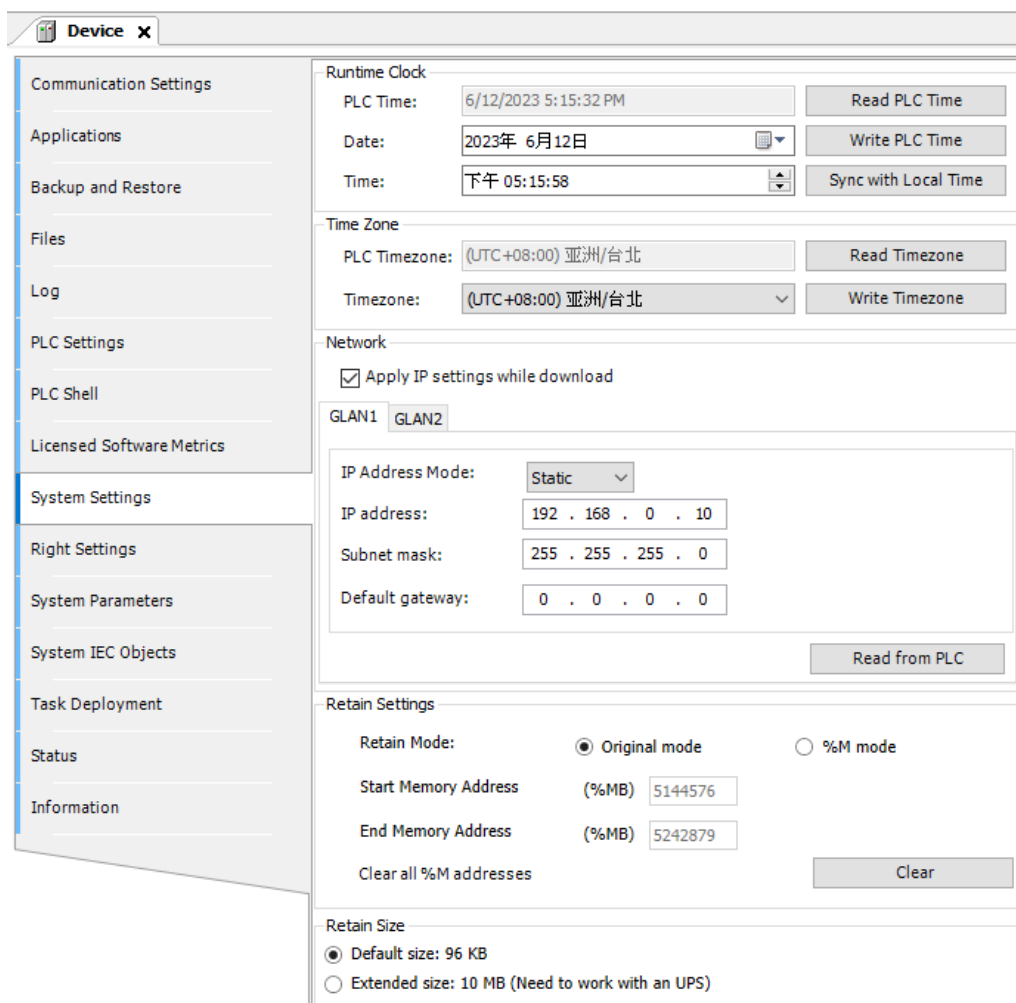 Device
Communication Settings
Applications
Backup and Restore
Files
Log
PLC Settings
PLC Shell
Licensed Software Metrics
System Settings
Right Settings
System Parameters
System IEC Objects
Task Deployment
Status
Information
Runtime Clock
PLC Time: 6/12/2023 5:15:32 PM Read PLC Time
Date: 2023年 6月12日 Write PLC Time
Time: 下午 05:15:58 Sync with Local Time
Time Zone
PLC Timezone: (UTC+08:00) 亚洲/台北 Read Timezone
Timezone: (UTC+08:00) 亚洲/台北 Write Timezone
Network
Apply IP settings while download
GLAN1 GLAN2
IP Address Mode: Static
IP address: 192 . 168 . 0 . 10
Subnet mask: 255 . 255 . 255 . 0
Default gateway: 0 . 0 . 0 . 0
Read from PLC
Retain Settings
Retain Mode: Original mode %M mode
Start Memory Address (%MB) 5144576
End Memory Address (%MB) 5242879
Clear all %M addresses Clear
Retain Size
Default size: 96 KB
Extended size: 10 MB (Need to work with an UPS)